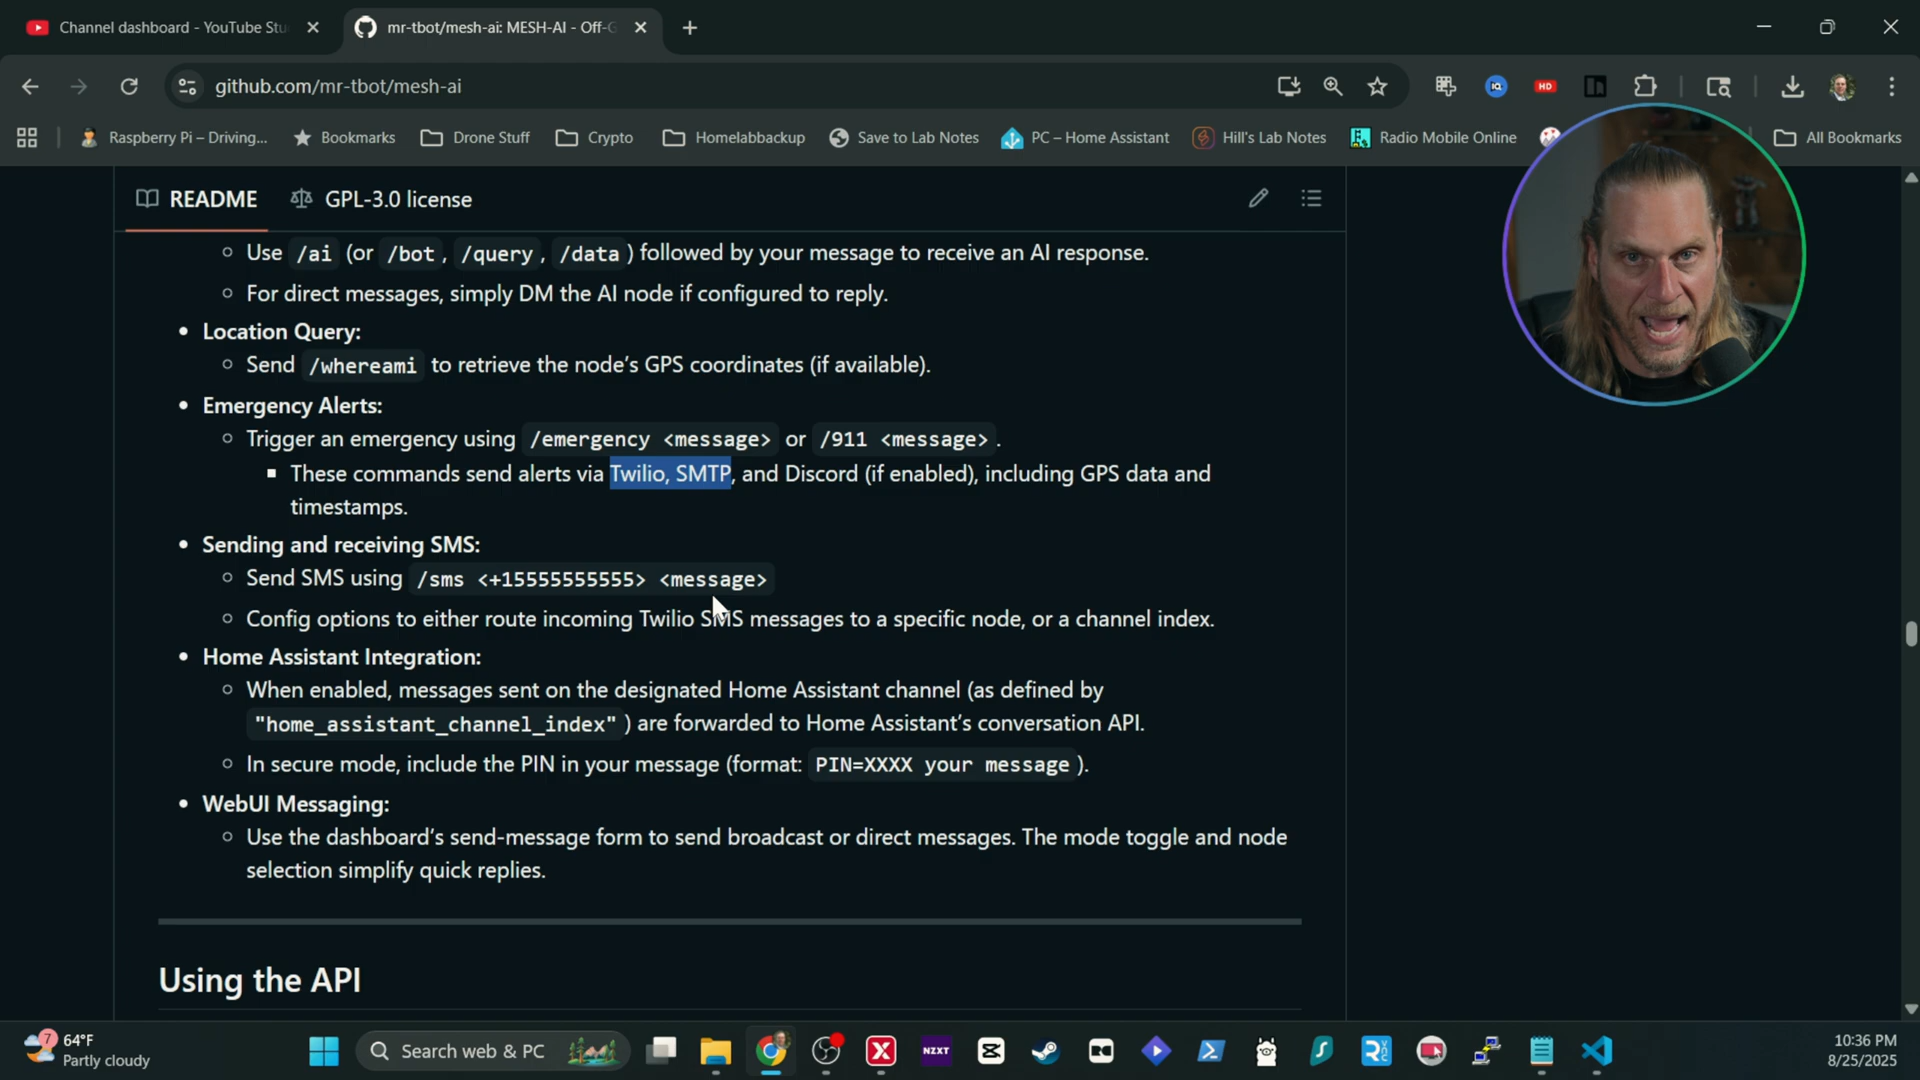 Channel dashboard - YouTube Stu
mr-tbot/mesh-ai: MESH-AI - Off-G
github.com/mr-tbot/mesh-ai
Raspberry Pi – Driving...
Bookmarks
Drone Stuff
Crypto
Homelabbackup
Save to Lab Notes
PC – Home Assistant
Hill's Lab Notes
Radio Mobile Online
All Bookmarks
README
GPL-3.0 license
Use /ai (or /bot, /query, /data) followed by your message to receive an AI response.
For direct messages, simply DM the AI node if configured to reply.
Location Query:
Send /whereami to retrieve the node's GPS coordinates (if available).
Emergency Alerts:
Trigger an emergency using /emergency <message> or /911 <message>.
These commands send alerts via Twilio, SMTP, and Discord (if enabled), including GPS data and
timestamps.
Sending and receiving SMS:
Send SMS using /sms <+15555555555> <message>
Config options to either route incoming Twilio SMS messages to a specific node, or a channel index.
Home Assistant Integration:
When enabled, messages sent on the designated Home Assistant channel (as defined by
"home_assistant_channel_index") are forwarded to Home Assistant's conversation API.
In secure mode, include the PIN in your message (format: PIN=XXXX your message).
WebUI Messaging:
Use the dashboard's send-message form to send broadcast or direct messages. The mode toggle and node
selection simplify quick replies.
Using the API
7
64°F
Partly cloudy
Search web & PC
NZXT
10:36 PM
8/25/2025